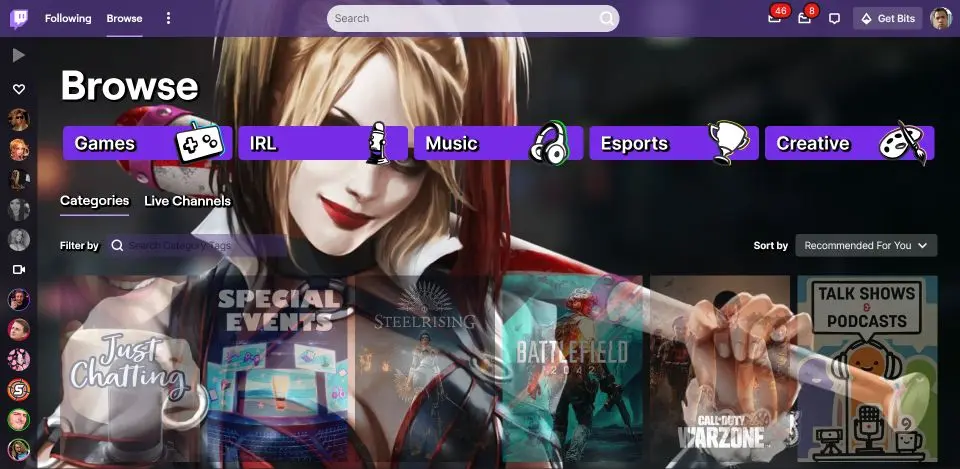 Following Browse Search 46 8 Get Bits
Browse
Games IRL Music Esports Creative
Categories Live Channels
Filter by Search Category Tags Sort by Recommended For You
Just
Chatting
SPECIAL
EVENTS
STEELRISING
BATTLEFIELD
2042
CALL OF DUTY
WARZONE
TALK SHOWS
&
PODCASTS